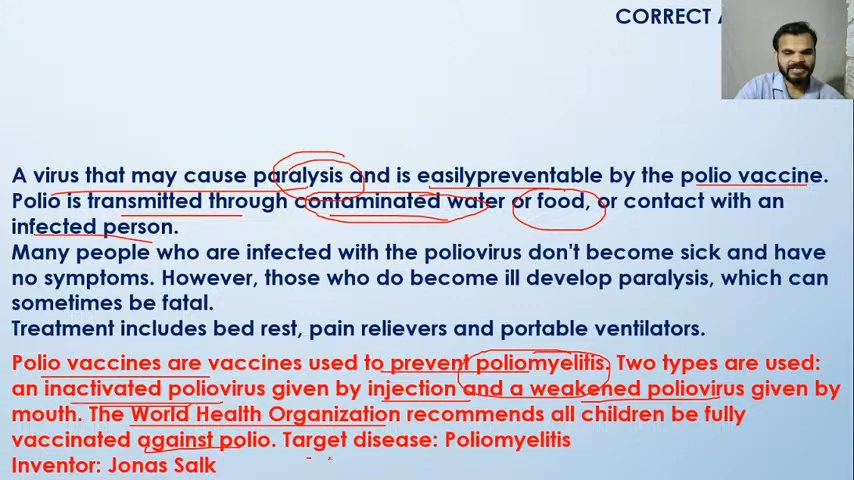 CORRECT
A virus that may cause paralysis and is easilypreventable by the polio vaccine.
Polio is transmitted through contaminated water or food, or contact with an
infected person.
Many people who are infected with the poliovirus don't become sick and have
no symptoms. However, those who do become ill develop paralysis, which can
sometimes be fatal.
Treatment includes bed rest, pain relievers and portable ventilators.
Polio vaccines are vaccines used to prevent poliomyelitis. Two types are used:
an inactivated poliovirus given by injection and a weakened poliovirus given by
mouth. The World Health Organization recommends all children be fully
vaccinated against polio. Target disease: Poliomyelitis
Inventor: Jonas Salk